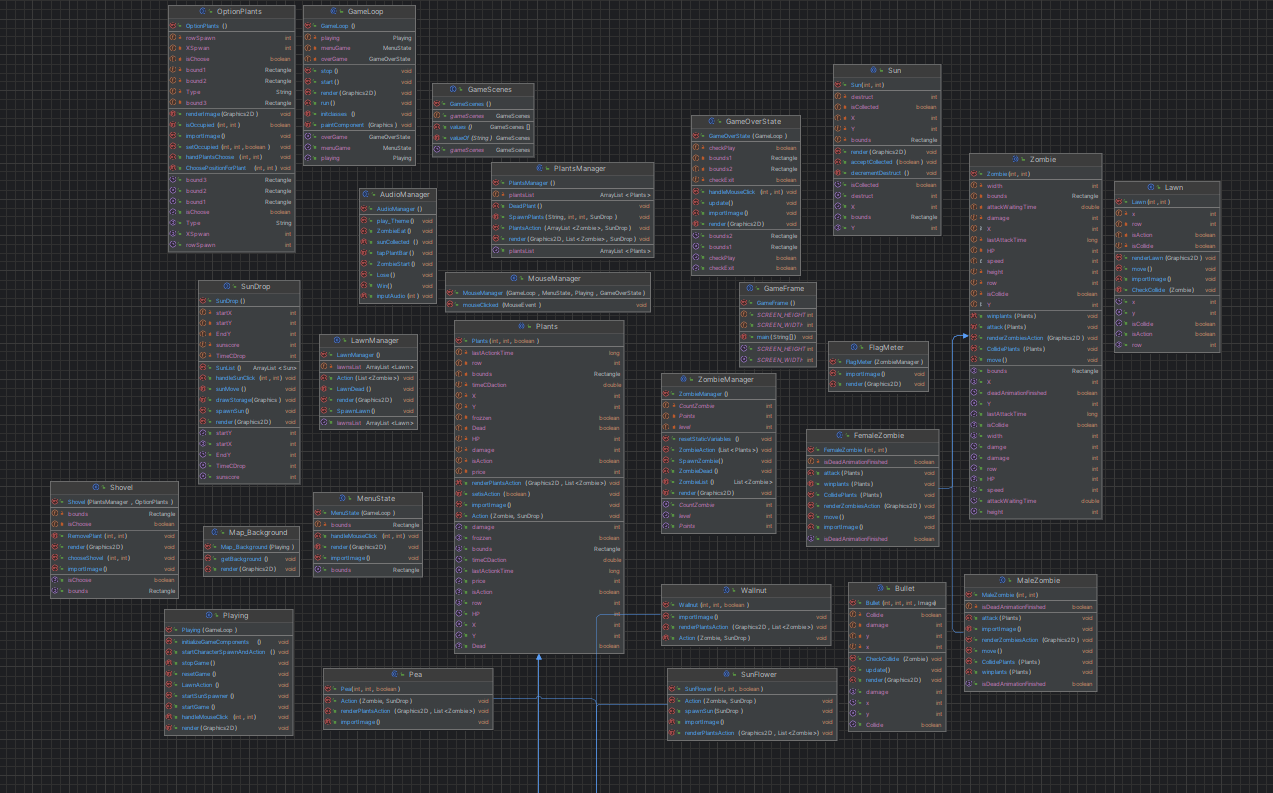 OptionPlants
OptionPlants ()
rowSpawn int
XSpwan int
isChoose boolean
bound1 Rectangle
bound2 Rectangle
Type String
bound3 Rectangle
renderImage (Graphics2D ) void
isOccupied (int, int) boolean
importImage() void
setOccupied (int, int, boolean ) void
hanldPlantsChoose (int, int) void
ChoosePositionForPlant (int, int) void
bound3 Rectangle
bound2 Rectangle
bound1 Rectangle
isChoose boolean
Type String
XSpwan int
rowSpawn int
GameLoop
GameLoop ()
playing Playing
menuGame MenuState
overGame GameOverState
stop () void
start() void
render(Graphics2D ) void
run() void
initclasses () void
paintComponent (Graphics ) void
overGame GameOverState
menuGame MenuState
playing Playing
GameScenes
GameScenes ()
gameScenes GameScenes
values () GameScenes []
valueOf (String ) GameScenes
gameScenes GameScenes
PlantsManager
PlantsManager ()
plantsList ArrayList < Plants >
DeadPlant() void
SpawnPlants (String, int, int, SunDrop ) void
PlantsAction (ArrayList <Zombie>, SunDrop ) void
render(Graphics2D, List < Zombie>, SunDrop ) void
plantsList ArrayList < Plants >
AudioManager
AudioManager ()
play_Theme() void
ZombieEat () void
sunCollected () void
tapPlantBar() void
ZombieStart() void
Lose() void
Win() void
inputAudio (int ) void
MouseManager
MouseManager (GameLoop , MenuState, Playing , GameOverState )
mouseClicked (MouseEvent ) void
GameOverState
GameOverState (GameLoop )
checkPlay boolean
bounds1 Rectangle
bounds2 Rectangle
checkExit boolean
handleMouseClick (int, int) void
update() void
importImage() void
render(Graphics2D ) void
bounds2 Rectangle
bounds1 Rectangle
checkPlay boolean
checkExit boolean
Sun
Sun(int, int)
destruct int
isCollected boolean
X int
Y int
bounds Rectangle
render(Graphics2D ) void
acceptCollected (boolean ) void
decrementDestruct () void
isCollected boolean
destruct int
X int
bounds Rectangle
Y int
Zombie
Zombie(int, int)
width int
bounds Rectangle
attackWaitingTime double
damage int
X int
lastAttackTime long
HP int
speed int
height int
row int
isCollide boolean
Y int
winplants (Plants) void
attack (Plants) void
renderZombiesAction (Graphics2D ) void
CollidePlants (Plants) void
move() void
bounds Rectangle
X int
deadAnimationFinished boolean
Y int
lastAttackTime long
isCollide boolean
width int
damge int
damage int
row int
HP int
speed int
attackWaitingTime double
height int
Lawn
Lawn (int, int)
x int
row int
isAction boolean
isCollide boolean
renderLawn (Graphics2D ) void
move() void
importImage() void
CheckCollide (Zombie) void
x int
y int
isCollide boolean
isAction boolean
row int
SunDrop
SunDrop ()
startX int
startY int
EndY int
sunscore int
TimeCDrop int
SunList () ArrayList < Sun>
handleSunClick (int, int) void
sunMove() void
drawStorage(Graphics ) void
spawnSun() void
render(Graphics2D ) void
startY int
startX int
EndY int
TimeCDrop int
sunscore int
LawnManager
LawnManager ()
lawnsList ArrayList <Lawn>
Action (List <Zombie>) void
LawnDead () void
render(Graphics2D ) void
SpawnLawn () void
lawnsList ArrayList <Lawn>
Plants
Plants (int, int, boolean )
lastActionkTime long
row int
bounds Rectangle
timeCDaction double
X int
Y int
frozen boolean
Dead boolean
HP int
damage int
isAction boolean
price int
renderPlantsAction (Graphics2D , List <Zombie>) void
setisAction (boolean ) void
importImage () void
Action (Zombie, SunDrop ) void
damage int
frozen boolean
bounds Rectangle
timeCDaction double
lastActionkTime long
price int
isAction boolean
row int
HP int
X int
Y int
Dead boolean
GameFrame
GameFrame ()
SCREEN_HEIGHT int
SCREEN_WIDTH int
main (String []) void
SCREEN_HEIGHT int
SCREEN_WIDTH int
FlagMeter
FlagMeter (ZombieManager )
importImage() void
render(Graphics2D ) void
ZombieManager
ZombieManager ()
CountZombie int
Points int
level int
resetStaticVariables () void
ZombieAction (List < Plants >) void
SpawnZombie() void
ZombieDead () void
ZombieList () List <Zombie>
render(Graphics2D ) void
CountZombie int
level int
Points int
FemaleZombie
FemaleZombie (int, int)
isDeadAnimationFinished boolean
attack (Plants) void
winplants (Plants) void
CollidePlants (Plants) void
renderZombiesAction (Graphics2D ) void
move() void
importImage() void
isDeadAnimationFinished boolean
Shovel
Shovel (PlantsManager , OptionPlants )
bounds Rectangle
isChoose boolean
RemovePlant (int, int) void
render(Graphics2D ) void
chooseShovel (int, int) void
importImage() void
isChoose boolean
bounds Rectangle
Map_Background
Map_Background (Playing )
getBackground () void
render(Graphics2D ) void
MenuState
MenuState (GameLoop )
bounds Rectangle
handleMouseClick (int, int) void
render(Graphics2D ) void
importImage() void
bounds Rectangle
Playing
Playing (GameLoop )
initializeGameComponents () void
startCharacterSpawnAndAction () void
stopGame() void
resetGame() void
LawnAction () void
startSunSpawner () void
startGame () void
handleMouseClick (int, int) void
render(Graphics2D ) void
Pea
Pea(int, int, boolean )
Action (Zombie, SunDrop ) void
renderPlantsAction (Graphics2D , List <Zombie>) void
importImage() void
Wallnut
Wallnut (int, int, boolean )
importImage() void
renderPlantsAction (Graphics2D , List <Zombie>) void
Action (Zombie, SunDrop ) void
SunFlower
SunFlower (int, int, boolean )
Action (Zombie, SunDrop ) void
spawnSun(SunDrop ) void
importImage() void
renderPlantsAction (Graphics2D , List <Zombie>) void
Bullet
Bullet (int, int, int, Image)
Collide boolean
damage int
y int
x int
CheckCollide (Zombie) void
update() void
render(Graphics2D ) void
damage int
x int
y int
Collide boolean
MaleZombie
MaleZombie (int, int)
isDeadAnimationFinished boolean
attack (Plants) void
importImage() void
renderZombiesAction (Graphics2D ) void
move() void
CollidePlants (Plants) void
winplants (Plants) void
isDeadAnimationFinished boolean